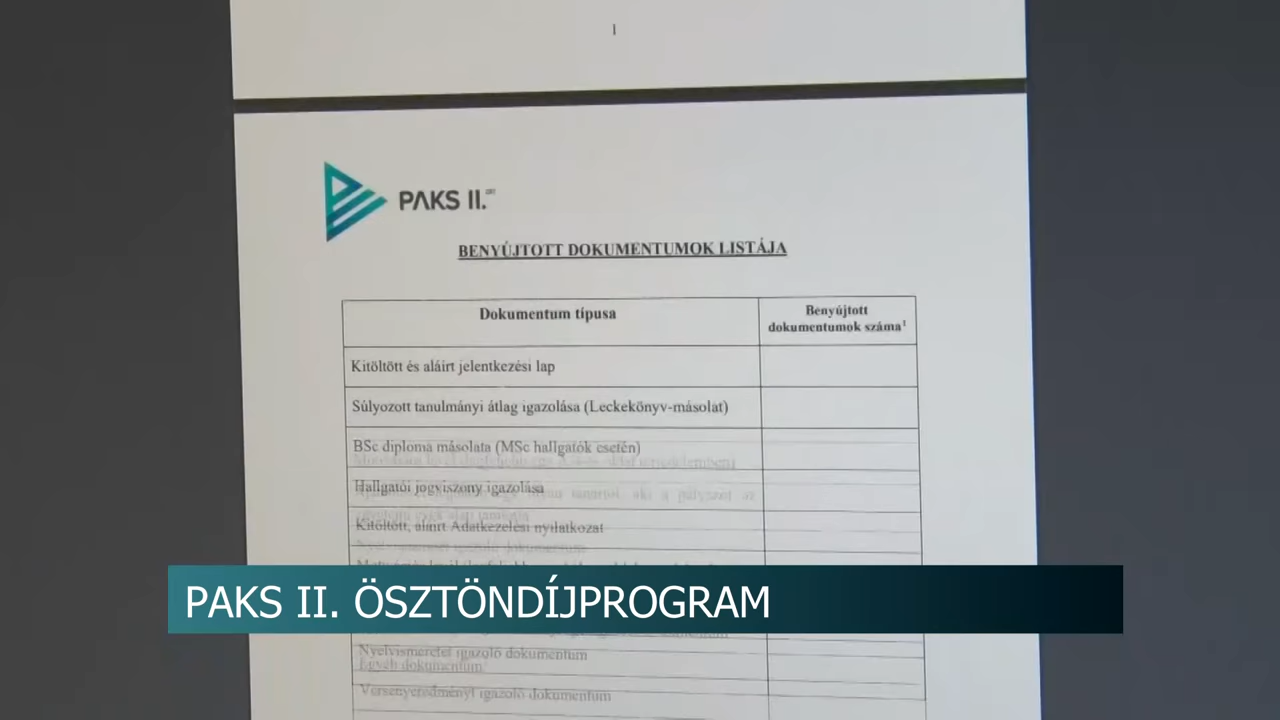 1
PAKS II.
BENYÚJTOTT DOKUMENTUMOK LISTÁJA
Dokumentum típusa
Benyújtott
dokumentumok száma¹
Kitöltött és aláírt jelentkezési lap
Súlyozott tanulmányi átlag igazolása (Leckekönyv-másolat)
BSc diploma másolata (MSc hallgatók esetén)
Hallgatói jogviszony igazolása
Kitöltött, aláírt Adatkezelési nyilatkozat
PAKS II. ÖSZTÖNDÍJPROGRAM
Nyelvismeretet igazoló dokumentum
Egyéb dokumentum
Versenyeredményt igazoló dokumentum